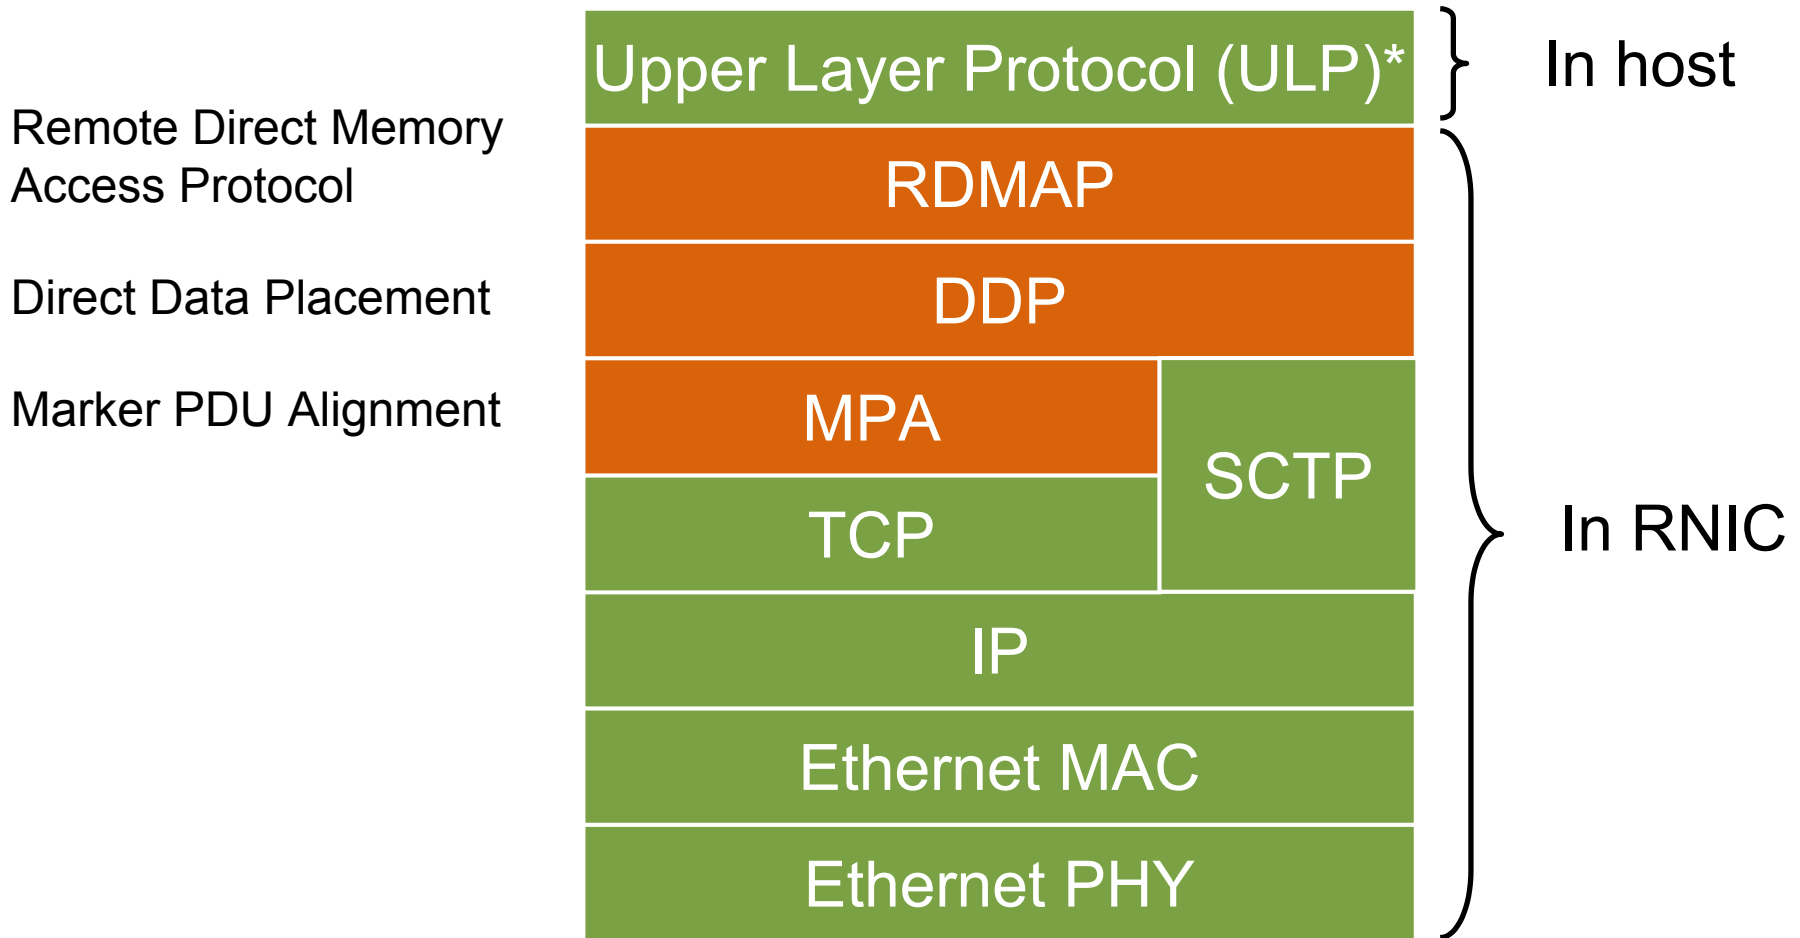 Upper Layer Protocol (ULP)*
In host
Remote Direct Memory
Access Protocol
RDMAP
Direct Data Placement
DDP
Marker PDU Alignment
MPA
SCTP
TCP
In RNIC
IP
Ethernet MAC
Ethernet PHY